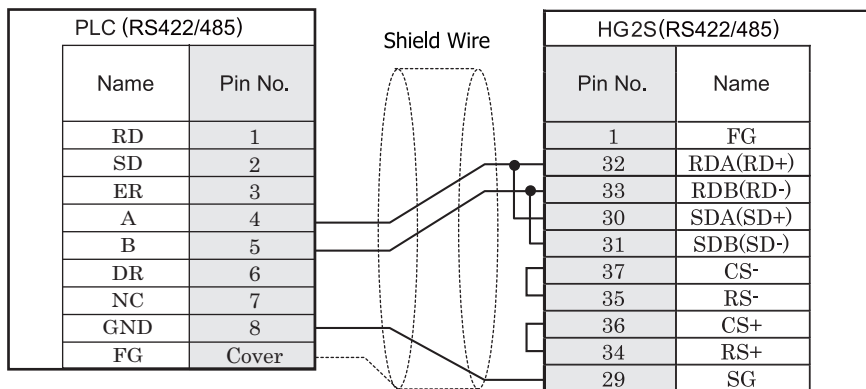 PLC (RS422/485)
Name Pin No.
RD 1
SD 2
ER 3
A 4
B 5
DR 6
NC 7
GND 8
FG Cover
Shield Wire
HG2S(RS422/485)
Pin No. Name
1 FG
32 RDA(RD+)
33 RDB(RD-)
30 SDA(SD+)
31 SDB(SD-)
37 CS-
35 RS-
36 CS+
34 RS+
29 SG